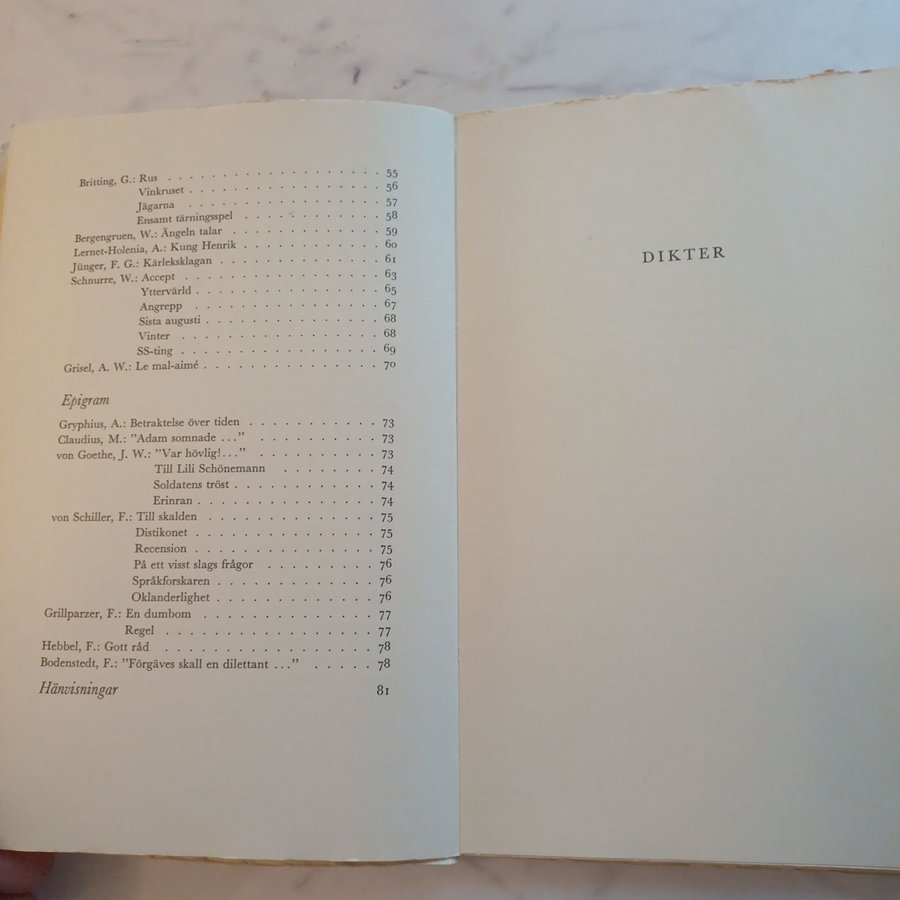 Britting, G.: Rus . . . . . . . . . . . . . . . . . . . 55
Vinkruset . . . . . . . . . . . . . . . . . 56
Jägarna . . . . . . . . . . . . . . . . . 57
Ensamt tärningsspel . . . . . . . . . . . . 58
Bergengruen, W.: Ängeln talar . . . . . . . . . . . . . 59
Lernet-Holenia, A.: Kung Henrik . . . . . . . . . . . . 60
Jünger, F. G.: Kärleksklagan . . . . . . . . . . . . . . 61
Schnurre, W.: Accept . . . . . . . . . . . . . . . . . 63
Yttervärld . . . . . . . . . . . . . . . . 65
Angrepp . . . . . . . . . . . . . . . . 67
Sista augusti . . . . . . . . . . . . . . . 68
Vinter . . . . . . . . . . . . . . . . . 68
SS-ting . . . . . . . . . . . . . . . . . 69
Grisel, A. W.: Le mal-aimé . . . . . . . . . . . . . . . 70
Epigram
Gryphius, A.: Betraktelse över tiden . . . . . . . . . . . 73
Claudius, M.: ”Adam somnade ...” . . . . . . . . . . 73
von Goethe, J. W.: ”Var hövlig!...” . . . . . . . . . . . 73
Till Lili Schönemann . . . . . . . . 74
Soldatens tröst . . . . . . . . . . . . 74
Erinran . . . . . . . . . . . . . . 74
von Schiller, F.: Till skalden . . . . . . . . . . . . . . 75
Distikonet . . . . . . . . . . . . . . 75
Recension . . . . . . . . . . . . . . 75
På ett visst slags frågor . . . . . . . . . 76
Språkforskaren . . . . . . . . . . . . . 76
Oklanderlighet . . . . . . . . . . . . . 76
Grillparzer, F.: En dumbom . . . . . . . . . . . . . . 77
Regel . . . . . . . . . . . . . . . . . 77
Hebbel, F.: Gott råd . . . . . . . . . . . . . . . . . 78
Bodenstedt, F.: ”Förgäves skall en dilettant ...” . . . . . 78
Hänvisningar 81
DIKTER